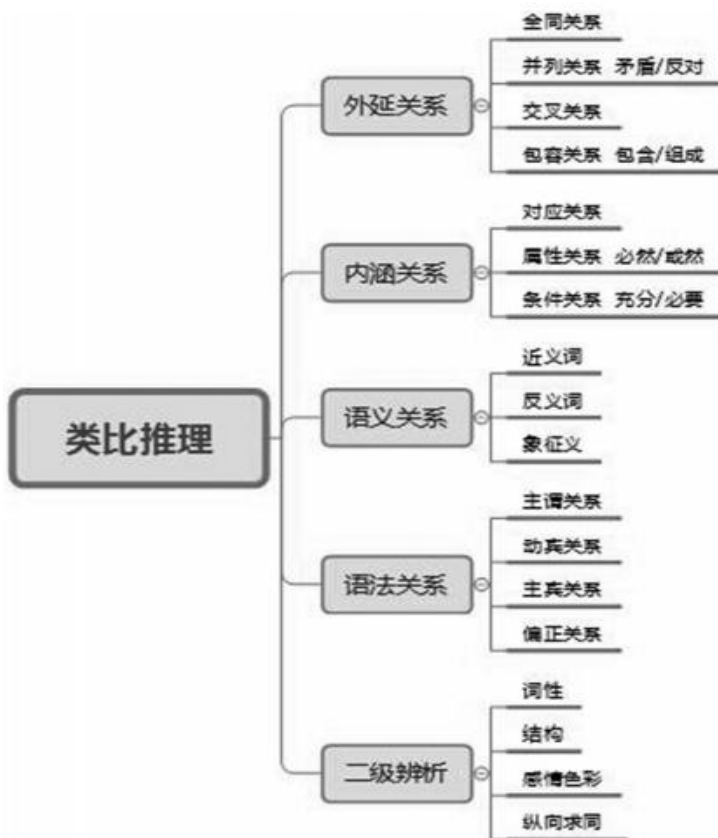 类比推理
外延关系
全同关系
并列关系 矛盾/反对
交叉关系
包容关系 包含/组成
内涵关系
对应关系
属性关系 必然/或然
条件关系 充分/必要
语义关系
近义词
反义词
象征义
语法关系
主谓关系
动宾关系
主宾关系
偏正关系
二级辨析
词性
结构
感情色彩
纵向求同